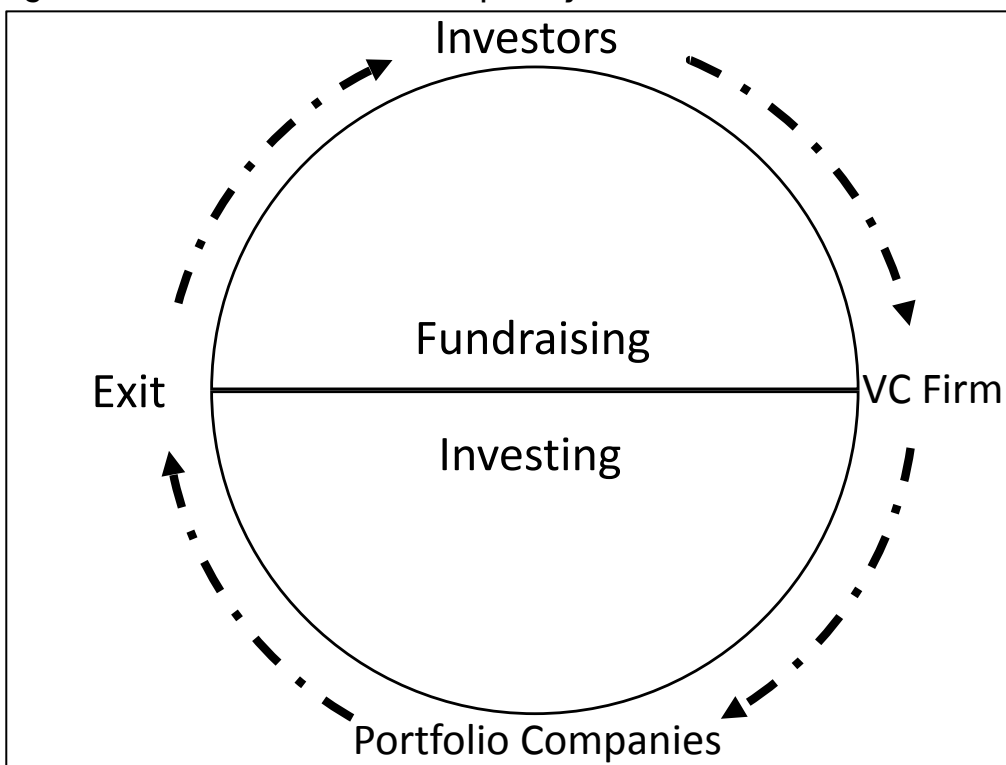 Investors
Fundraising
Exit
VC Firm
Investing
Portfolio Companies